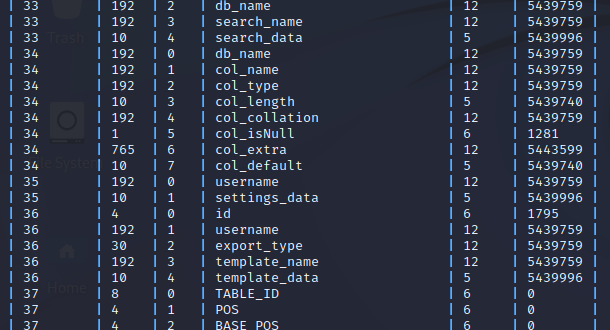 | 33 | 192 | 2 | db_name | 12 | 5439759 |
| 33 | 192 | 3 | search_name | 12 | 5439759 |
| 33 | 10 | 4 | search_data | 5 | 5439996 |
| 34 | 192 | 0 | db_name | 12 | 5439759 |
| 34 | 192 | 1 | col_name | 12 | 5439759 |
| 34 | 192 | 2 | col_type | 12 | 5439759 |
| 34 | 10 | 3 | col_length | 5 | 5439740 |
| 34 | 192 | 4 | col_collation | 12 | 5439759 |
| 34 | 1 | 5 | col_isNull | 6 | 1281 |
| 34 | 765 | 6 | col_extra | 12 | 5443599 |
| 34 | 10 | 7 | col_default | 5 | 5439740 |
| 35 | 192 | 0 | username | 12 | 5439759 |
| 35 | 10 | 1 | settings_data | 5 | 5439996 |
| 36 | 4 | 0 | id | 6 | 1795 |
| 36 | 192 | 1 | username | 12 | 5439759 |
| 36 | 30 | 2 | export_type | 12 | 5439759 |
| 36 | 192 | 3 | template_name | 12 | 5439759 |
| 36 | 10 | 4 | template_data | 5 | 5439996 |
| 37 | 8 | 0 | TABLE_ID | 6 | 0 |
| 37 | 4 | 1 | POS | 6 | 0 |
| 37 | 4 | 2 | BASE_POS | 6 | 0 |
Trash
System
Home